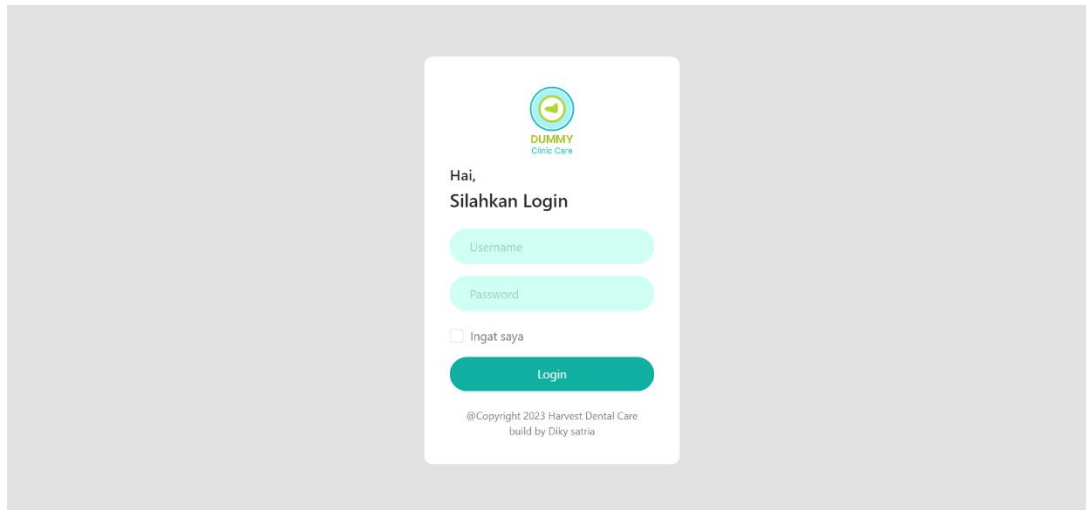 DUMMY
Clinic Care
Hai,
Silahkan Login
Username
Password
Ingat saya
Login
@Copyright 2023 Harvest Dental Care
build by Diky satria